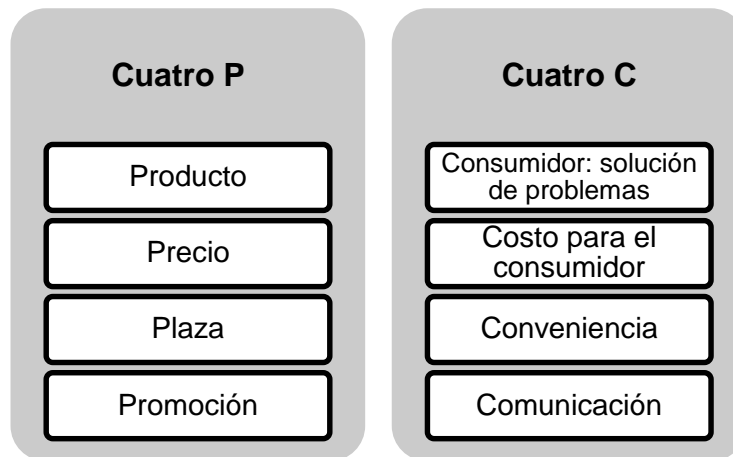 Cuatro P
Producto
Precio
Plaza
Promoción
Cuatro C
Consumidor: solución
de problemas
Costo para el
consumidor
Conveniencia
Comunicación